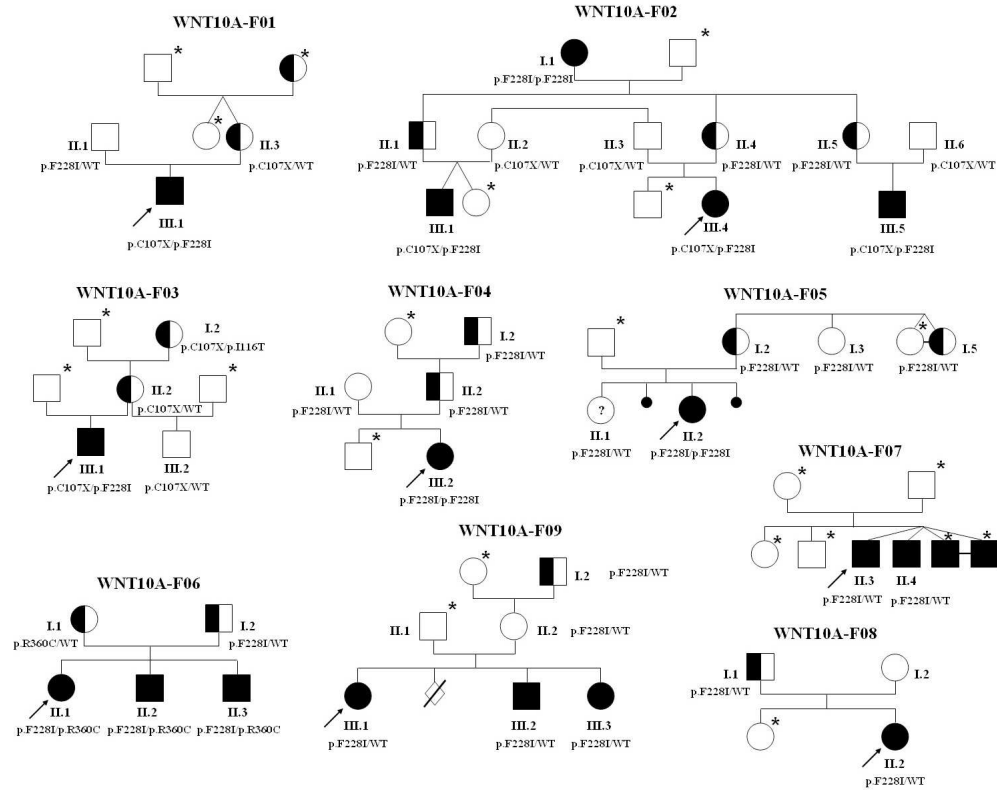 WNT10A-F01
*
*
II.1
p.F228I/WT
*
II.3
p.C107X/WT
III.1
p.C107X/p.F228I
WNT10A-F02
I.1
p.F228I/p.F228I
*
II.1
p.F228I/WT
II.2
p.C107X/WT
II.3
p.C107X/WT
II.4
p.F228I/WT
II.5
p.F228I/WT
II.6
p.C107X/WT
III.1
p.C107X/p.F228I
*
*
III.4
p.C107X/p.F228I
III.5
p.C107X/p.F228I
WNT10A-F03
*
I.2
p.C107X/p.I116T
*
II.2
p.C107X/WT
*
III.1
p.C107X/p.F228I
III.2
p.C107X/WT
WNT10A-F04
*
I.2
p.F228I/WT
II.1
p.F228I/WT
II.2
p.F228I/WT
*
III.2
p.F228I/p.F228I
WNT10A-F05
*
I.2
p.F228I/WT
I.3
*
I.5
p.F228I/WT
?
II.1
p.F228I/WT
II.2
p.F228I/p.F228I
WNT10A-F07
*
*
*
*
*
*
II.3
p.F228I/WT
II.4
p.F228I/WT
WNT10A-F06
I.1
p.R360C/WT
I.2
p.F228I/WT
II.1
p.F228I/p.R360C
II.2
p.F228I/p.R360C
II.3
p.F228I/p.R360C
WNT10A-F09
*
I.2
p.F228I/WT
II.1
*
II.2
p.F228I/WT
III.1
p.F228I/WT
III.2
p.F228I/WT
III.3
p.F228I/WT
WNT10A-F08
I.1
p.F228I/WT
I.2
*
II.2
p.F228I/WT